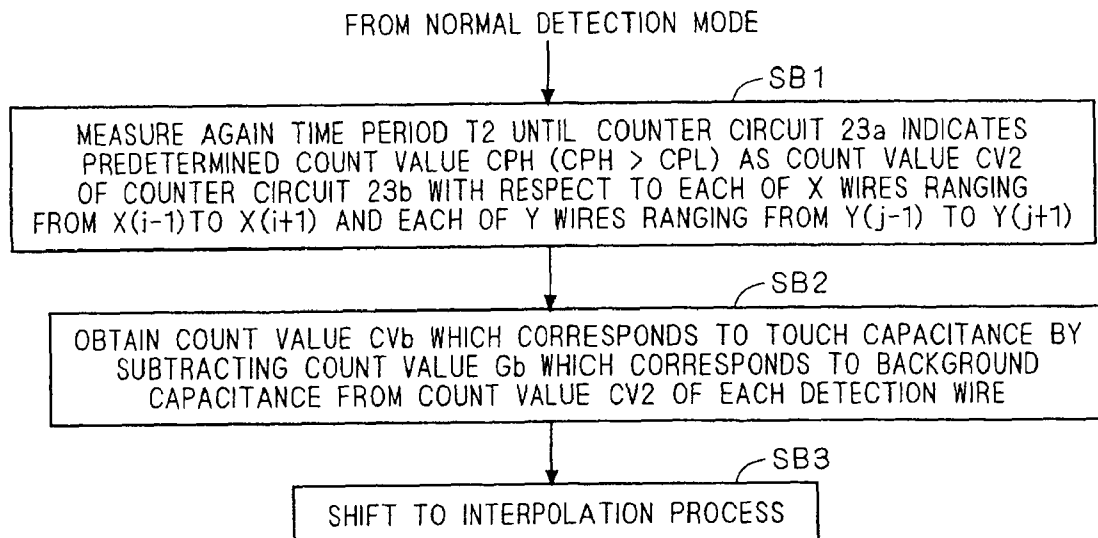 FROM NORMAL DETECTION MODE
SB1
MEASURE AGAIN TIME PERIOD T2 UNTIL COUNTER CIRCUIT 23a INDICATES
PREDETERMINED COUNT VALUE CPH (CPH > CPL) AS COUNT VALUE CV2
OF COUNTER CIRCUIT 23b WITH RESPECT TO EACH OF X WIRES RANGING
FROM X(i-1)TO X(i+1) AND EACH OF Y WIRES RANGING FROM Y(j-1) TO Y(j+1)
SB2
OBTAIN COUNT VALUE CVb WHICH CORRESPONDS TO TOUCH CAPACITANCE BY
SUBTRACTING COUNT VALUE Gb WHICH CORRESPONDS TO BACKGROUND
CAPACITANCE FROM COUNT VALUE CV2 OF EACH DETECTION WIRE
SB3
SHIFT TO INTERPOLATION PROCESS